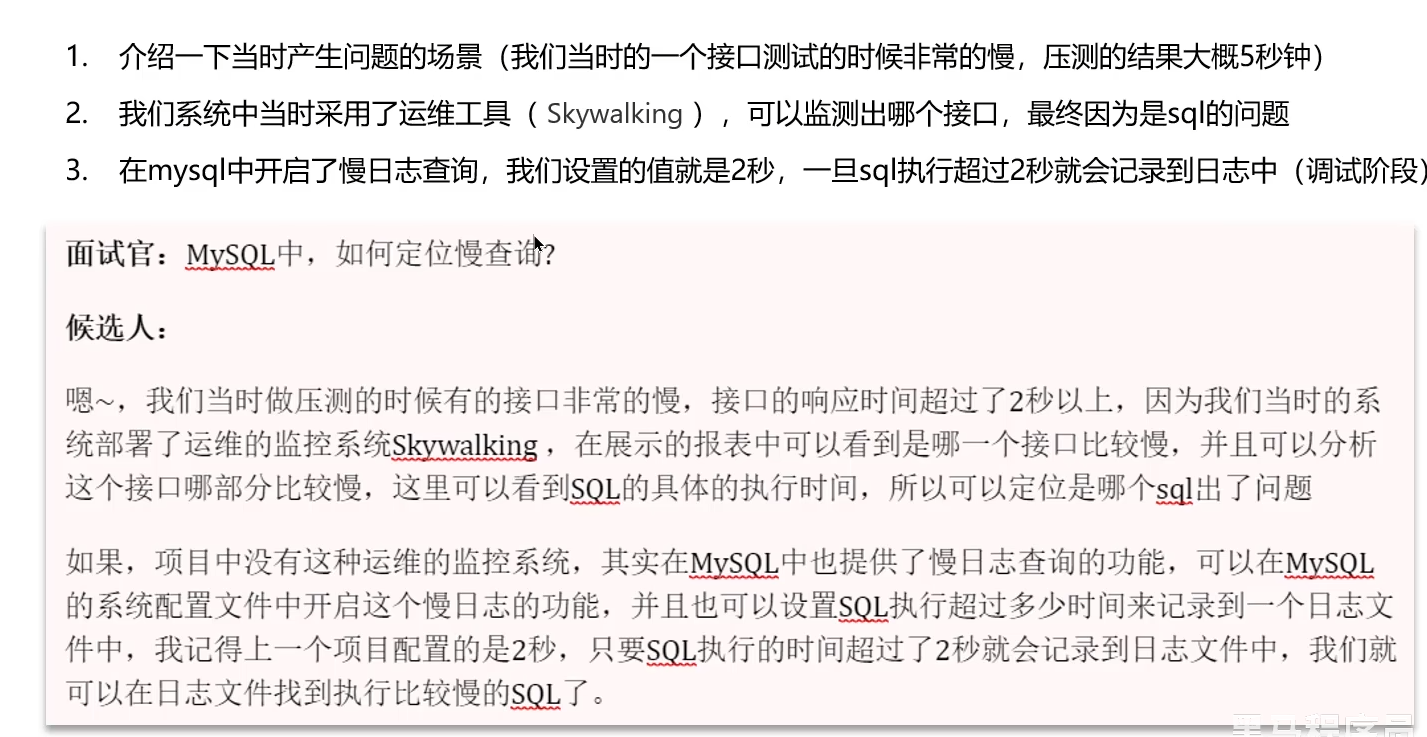 1. 介绍一下当时产生问题的场景（我们当时的一个接口测试的时候非常的慢，压测的结果大概5秒钟）
2. 我们系统中当时采用了运维工具（ Skywalking ），可以监测出哪个接口，最终因为是sql的问题
3. 在mysql中开启了慢日志查询，我们设置的值就是2秒，一旦sql执行超过2秒就会记录到日志中（调试阶段）
面试官：MySQL中，如何定位慢查询?
候选人：
嗯~，我们当时做压测的时候有的接口非常的慢，接口的响应时间超过了2秒以上，因为我们当时的系
统部署了运维的监控系统Skywalking ，在展示的报表中可以看到是哪一个接口比较慢，并且可以分析
这个接口哪部分比较慢，这里可以看到SQL的具体的执行时间，所以可以定位是哪个sql出了问题
如果，项目中没有这种运维的监控系统，其实在MySQL中也提供了慢日志查询的功能，可以在MySQL
的系统配置文件中开启这个慢日志的功能，并且也可以设置SQL执行超过多少时间来记录到一个日志文
件中，我记得上一个项目配置的是2秒，只要SQL执行的时间超过了2秒就会记录到日志文件中，我们就
可以在日志文件找到执行比较慢的SQL了。